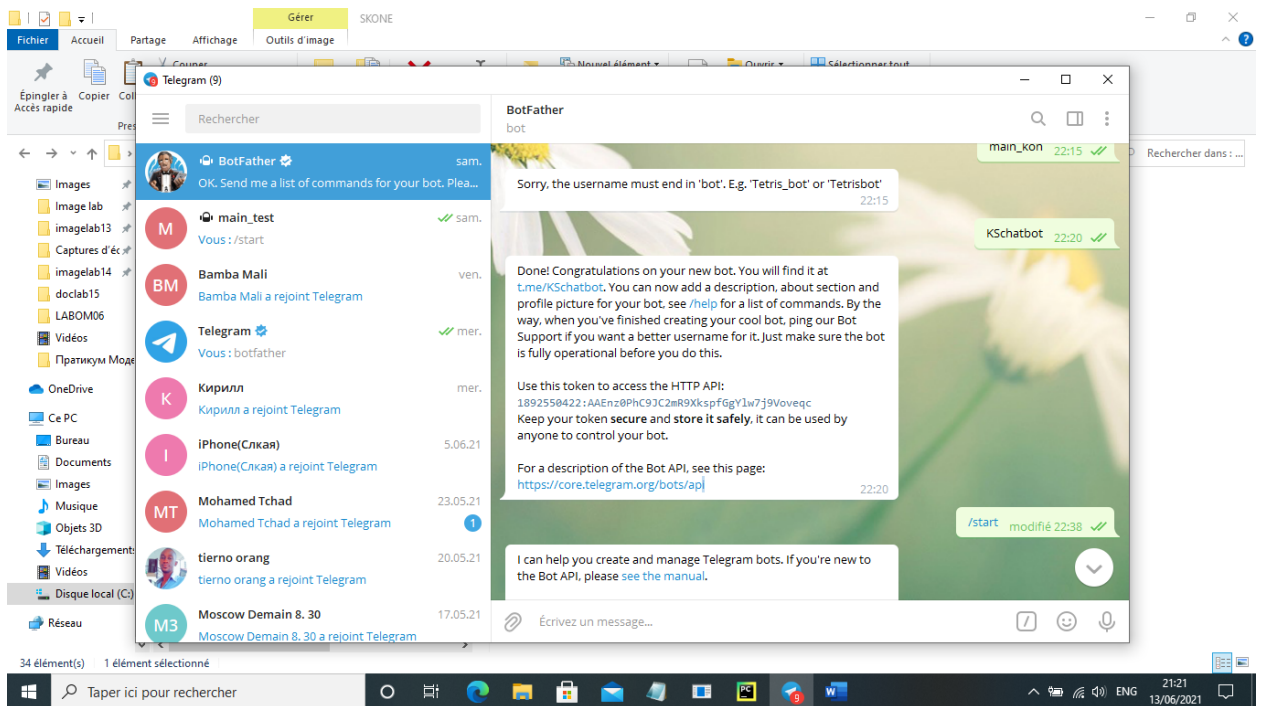 Gérer
SKONE
Fichier
Accueil
Partage
Affichage
Outils d'image
Couper
Nouvel élément
Ouvrir
Sélectionner tout
Épingler à
Accès rapide
Copier
Telegram (9)
Rechercher
BotFather
bot
Rechercher dans : ...
Images
Image lab
imagelab13
Captures d'éc
imagelab14
doclab15
LABOM06
Vidéos
Пратикум Моде
OneDrive
Ce PC
Bureau
Documents
Images
Musique
Objets 3D
Téléchargement
Vidéos
Disque local (C:)
Réseau
BotFather
sam.
OK. Send me a list of commands for your bot. Plea...
M
main_test
sam.
Vous : /start
BM
Bamba Mali
ven.
Bamba Mali a rejoint Telegram
Telegram
mer.
Vous : botfather
К
Кирилл
mer.
Кирилл a rejoint Telegram
I
iPhone(Слкая)
5.06.21
iPhone(Слкая) a rejoint Telegram
MT
Mohamed Tchad
23.05.21
Mohamed Tchad a rejoint Telegram
1
tierno orang
20.05.21
tierno orang a rejoint Telegram
M3
Moscow Demain 8. 30
17.05.21
Moscow Demain 8. 30 a rejoint Telegram
main_kon 22:15
Sorry, the username must end in 'bot'. E.g. 'Tetris_bot' or 'Tetrisbot'
22:15
KSchatbot 22:20
Done! Congratulations on your new bot. You will find it at
t.me/KSchatbot. You can now add a description, about section and
profile picture for your bot, see /help for a list of commands. By the
way, when you've finished creating your cool bot, ping our Bot
Support if you want a better username for it. Just make sure the bot
is fully operational before you do this.
Use this token to access the HTTP API:
1892550422:AAEnz0PhC9JC2mR9XkspfGgYlw7j9Voveqc
Keep your token secure and store it safely, it can be used by
anyone to control your bot.
For a description of the Bot API, see this page:
https://core.telegram.org/bots/api
22:20
/start modifié 22:38
I can help you create and manage Telegram bots. If you're new to
the Bot API, please see the manual.
Écrivez un message...
34 élément(s) 1 élément sélectionné
Taper ici pour rechercher
PC
9
W
ENG
21:21
13/06/2021